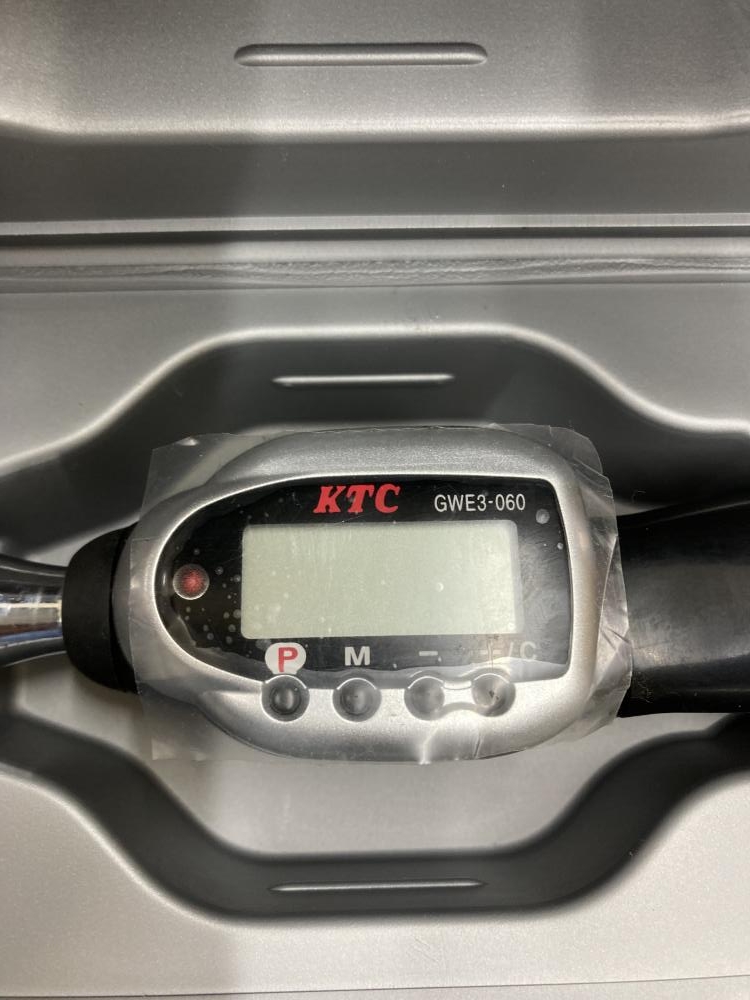 KTC GWE3-060
P M - +/C